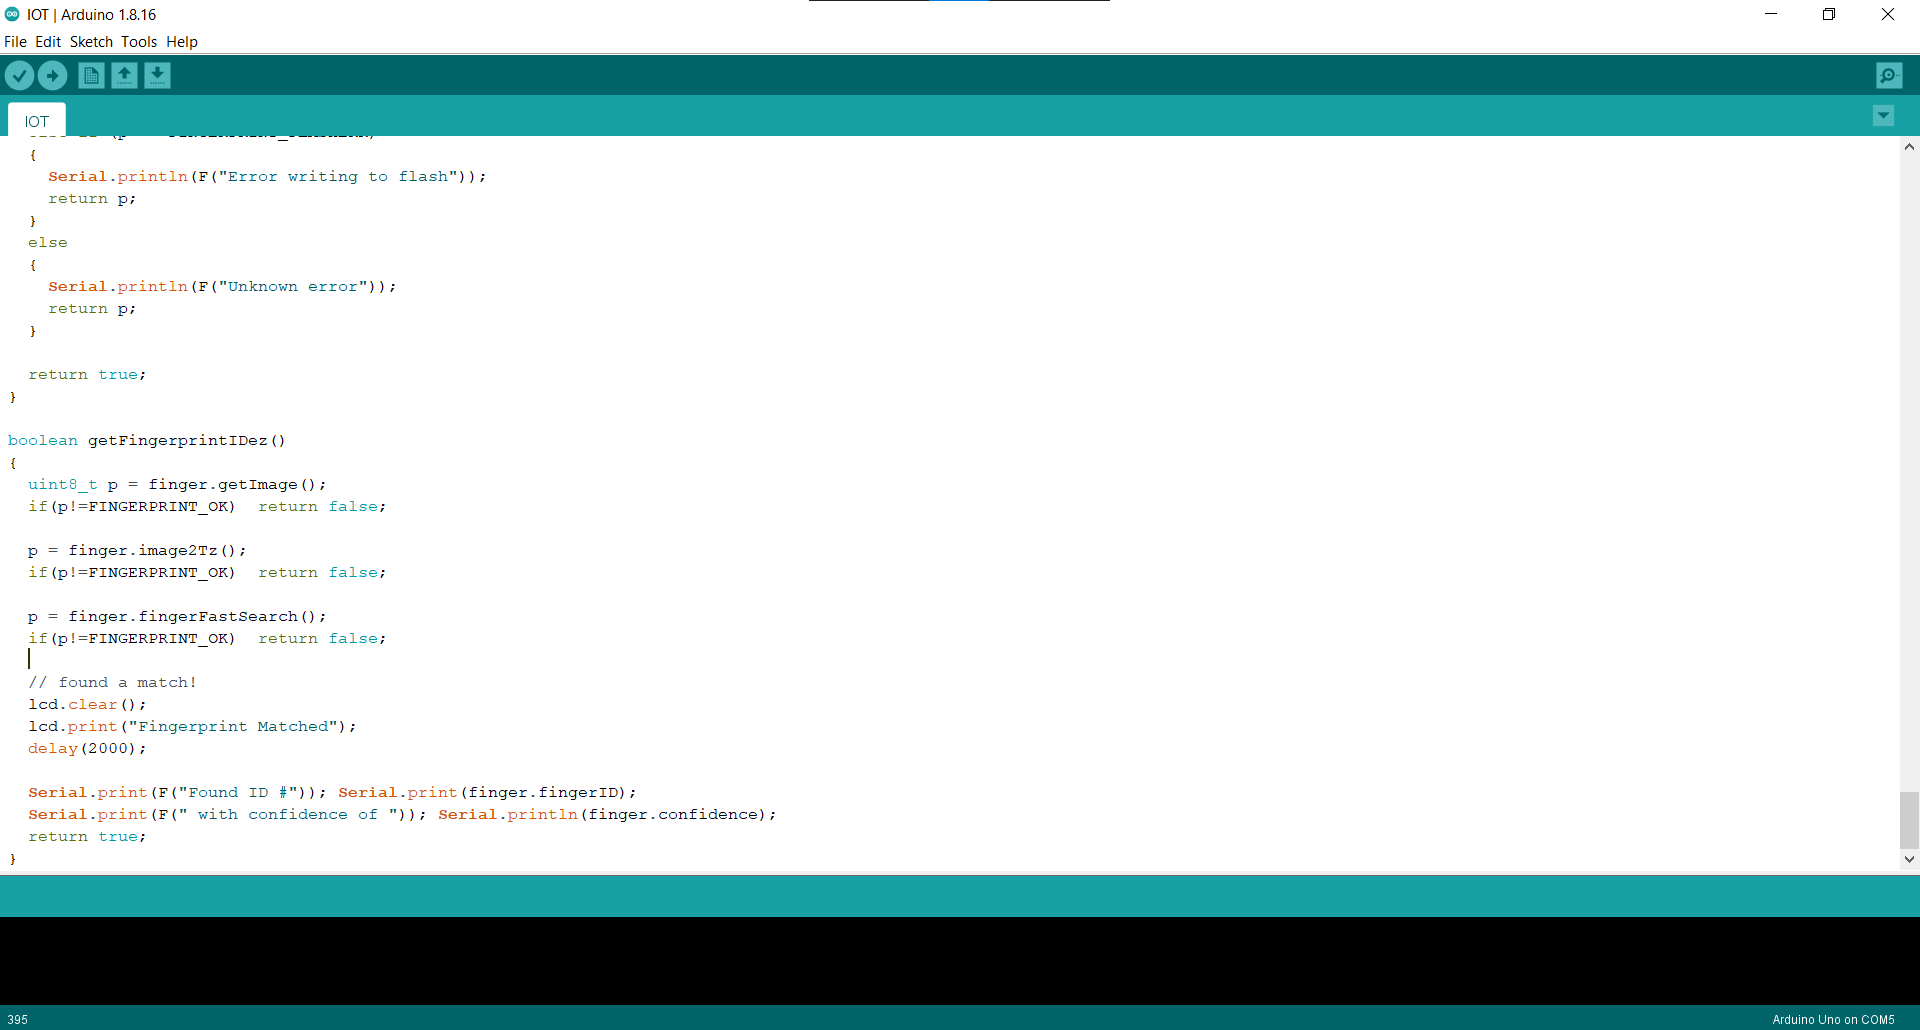 IOT | Arduino 1.8.16
File Edit Sketch Tools Help
IOT
{
Serial.println(F("Error writing to flash"));
return p;
}
else
{
Serial.println(F("Unknown error"));
return p;
}
return true;
}
boolean getFingerprintIDez()
{
uint8_t p = finger.getImage();
if(p!=FINGERPRINT_OK)  return false;
p = finger.image2Tz();
if(p!=FINGERPRINT_OK)  return false;
p = finger.fingerFastSearch();
if(p!=FINGERPRINT_OK)  return false;
// found a match!
lcd.clear();
lcd.print("Fingerprint Matched");
delay(2000);
Serial.print(F("Found ID #")); Serial.print(finger.fingerID);
Serial.print(F(" with confidence of ")); Serial.println(finger.confidence);
return true;
}
395
Arduino Uno on COM5